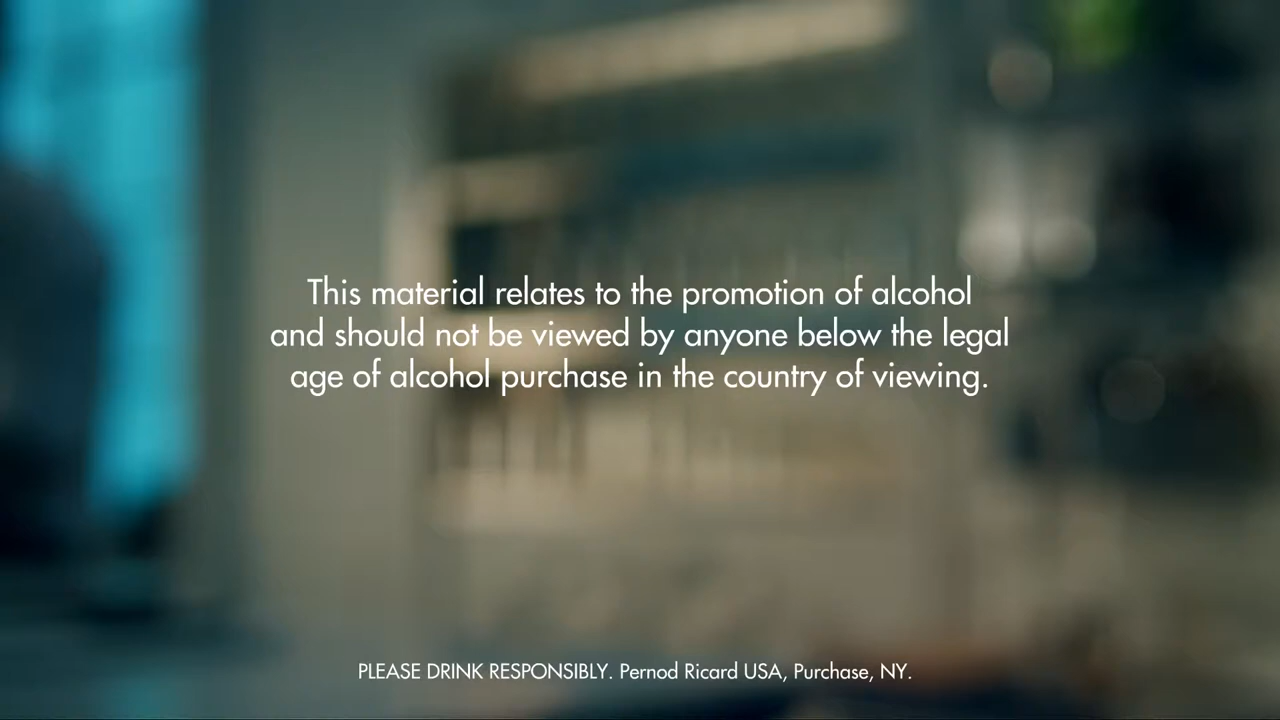 This material relates to the promotion of alcohol
and should not be viewed by anyone below the legal
age of alcohol purchase in the country of viewing.
PLEASE DRINK RESPONSIBLY. Pernod Ricard USA, Purchase, NY.